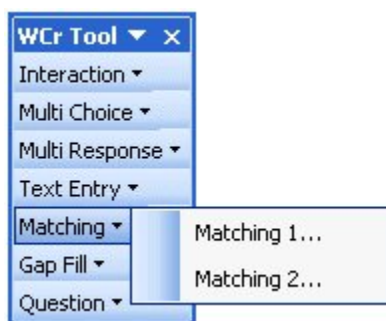 WCr Tool
Interaction
Multi Choice
Multi Response
Text Entry
Matching
Matching 1...
Matching 2...
Gap Fill
Question